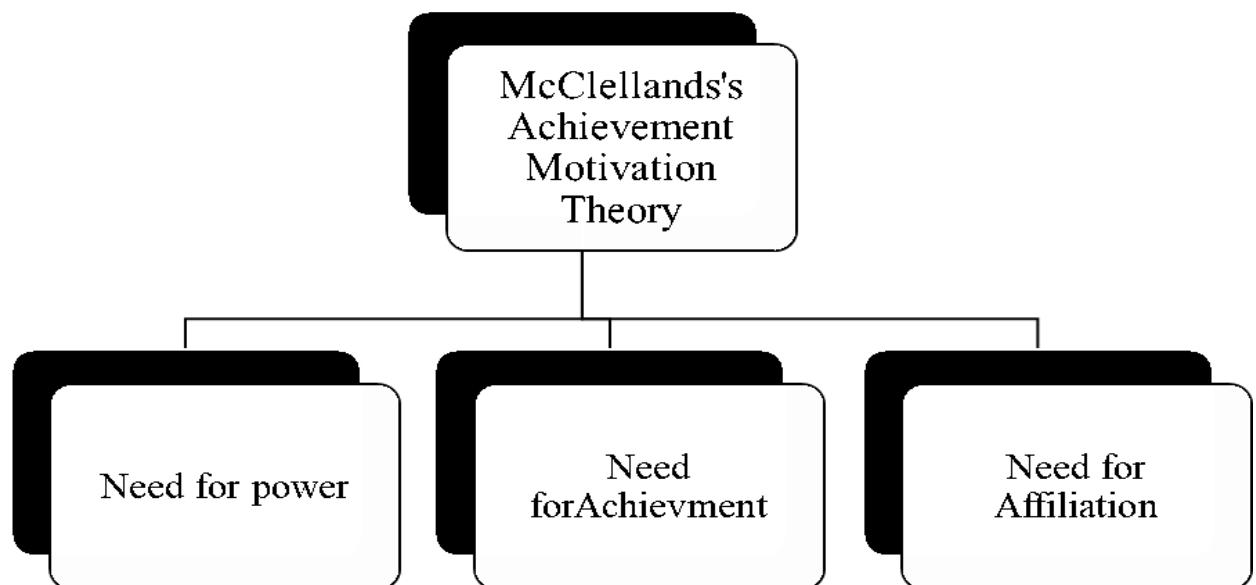 McClellands's
Achievement
Motivation
Theory
Need for power
Need
forAchievment
Need for
Affiliation